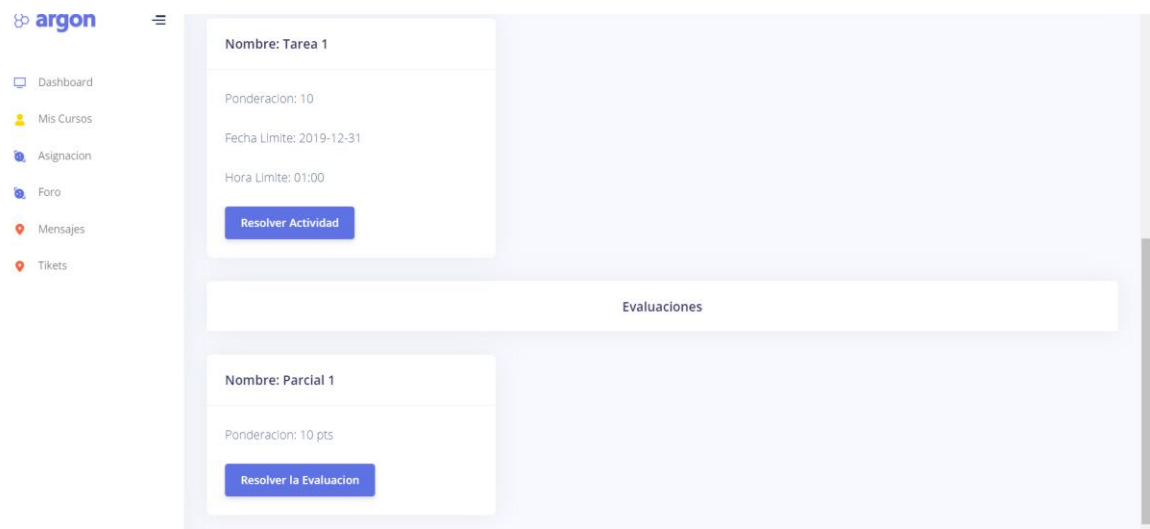 argon
Dashboard
Mis Cursos
Asignacion
Foro
Mensajes
Tikets
Nombre: Tarea 1
Ponderacion: 10
Fecha Limite: 2019-12-31
Hora Limite: 01:00
Resolver Actividad
Evaluaciones
Nombre: Parcial 1
Ponderacion: 10 pts
Resolver la Evaluacion